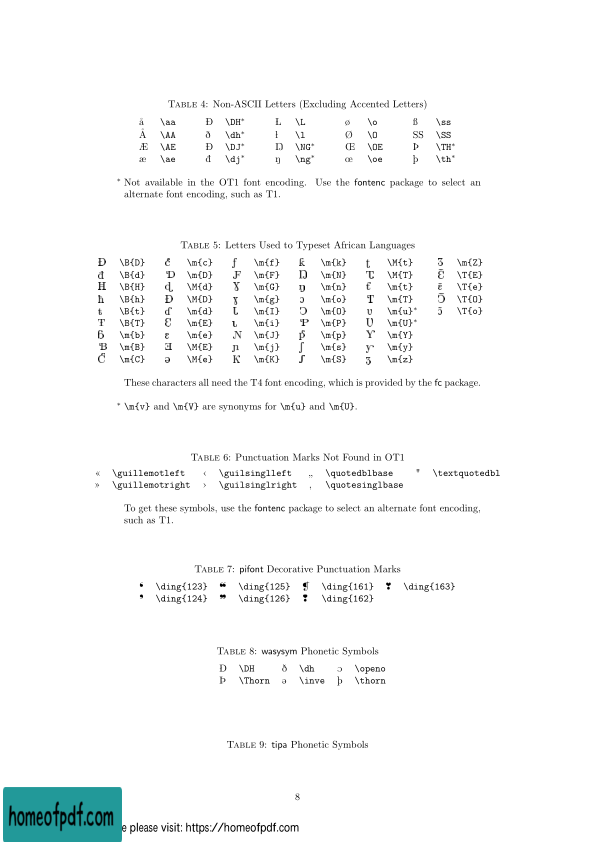 TABLE 4: Non-ASCII Letters (Excluding Accented Letters)
å \aa Ð \DH* Ł \L ø \o ß \ss
Å \AA ð \dh* ł \l Ø \O SS \SS
Æ \AE Đ \DJ* Ŋ \NG* Œ \OE Þ \TH*
æ \ae đ \dj* ŋ \ng* œ \oe þ \th*
* Not available in the OT1 font encoding. Use the fontenc package to select an
alternate font encoding, such as T1.
TABLE 5: Letters Used to Typeset African Languages
\B{D} \m{c} \m{f} \m{k} \M{t} \m{Z}
\B{d} \m{D} \m{F} \m{N} \M{T} \T{E}
\B{H} \M{d} \m{G} \m{n} \m{t} \T{e}
\B{h} \M{D} \m{g} \m{o} \m{T} \T{O}
\B{t} \m{d} \m{I} \m{O} \m{u}* \T{o}
\B{T} \m{E} \m{i} \m{P} \m{U}*
\m{b} \m{e} \m{J} \m{p} \m{Y}
\m{B} \M{E} \m{j} \m{s} \m{y}
\m{C} \M{e} \m{K} \m{S} \m{z}
These characters all need the T4 font encoding, which is provided by the fc package.
* \m{v} and \m{V} are synonyms for \m{u} and \m{U}.
TABLE 6: Punctuation Marks Not Found in OT1
« \guillemotleft ‹ \guilsinglleft „ \quotedblbase " \textquotedbl
» \guillemotright › \guilsinglright ‚ \quotesinglbase
To get these symbols, use the fontenc package to select an alternate font encoding,
such as T1.
TABLE 7: pifont Decorative Punctuation Marks
❛ \ding{123} ❝ \ding{125} ❡ \ding{161} ❣ \ding{163}
❜ \ding{124} ❞ \ding{126} ❢ \ding{162}
TABLE 8: wasysym Phonetic Symbols
Ð \DH ð \dh ɔ \openo
Þ \Thorn ə \inve þ \thorn
TABLE 9: tipa Phonetic Symbols
8
homeofpdf.com
please visit: https://homeofpdf.com